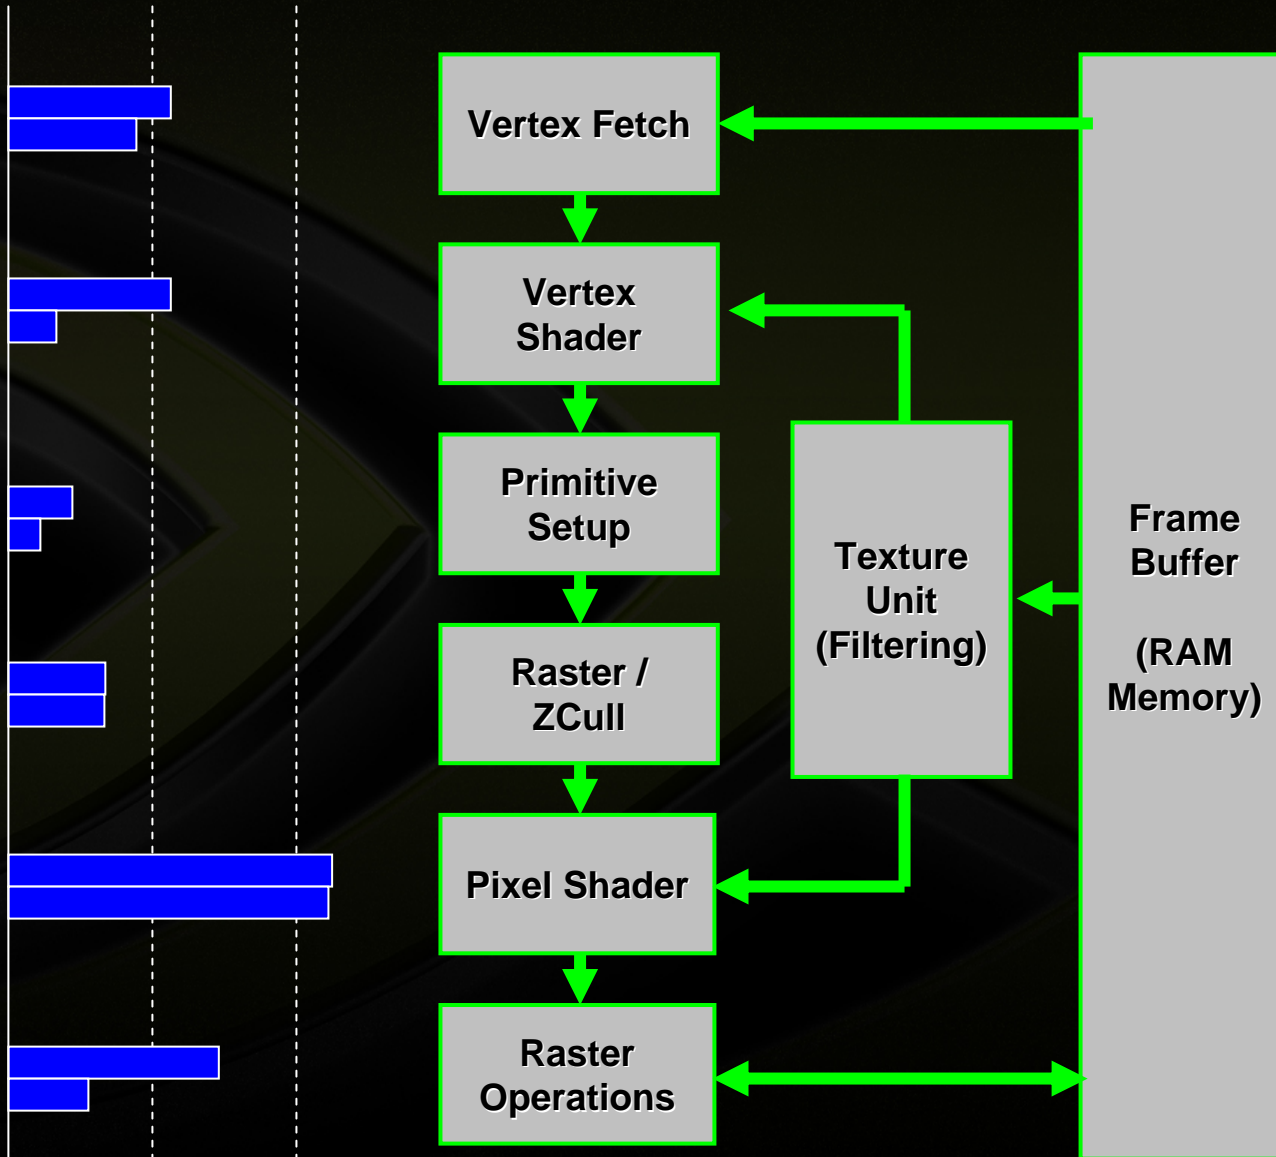 Vertex Fetch
Vertex
Shader
Primitive
Setup
Raster /
ZCull
Pixel Shader
Raster
Operations
Texture
Unit
(Filtering)
Frame
Buffer
(RAM
Memory)